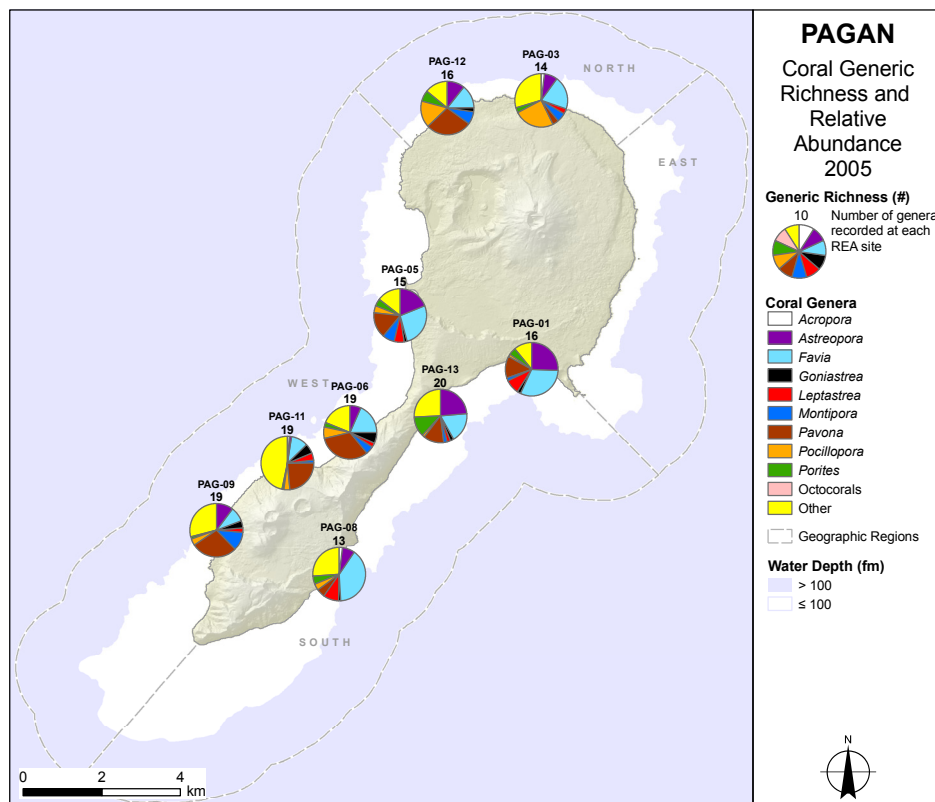 PAGAN
Coral Generic
Richness and
Relative
Abundance
2005
Generic Richness (#)
10
Number of genera
recorded at each
REA site
Coral Genera
Acropora
Astreopora
Favia
Goniastrea
Leptastrea
Montipora
Pavona
Pocillopora
Porites
Octocorals
Other
Geographic Regions
Water Depth (fm)
> 100
≤ 100
N
PAG-12
16
PAG-03
14
NORTH
EAST
PAG-05
15
PAG-01
16
WEST
PAG-06
19
PAG-13
20
PAG-11
19
PAG-09
19
PAG-08
13
SOUTH
0 2 4
km